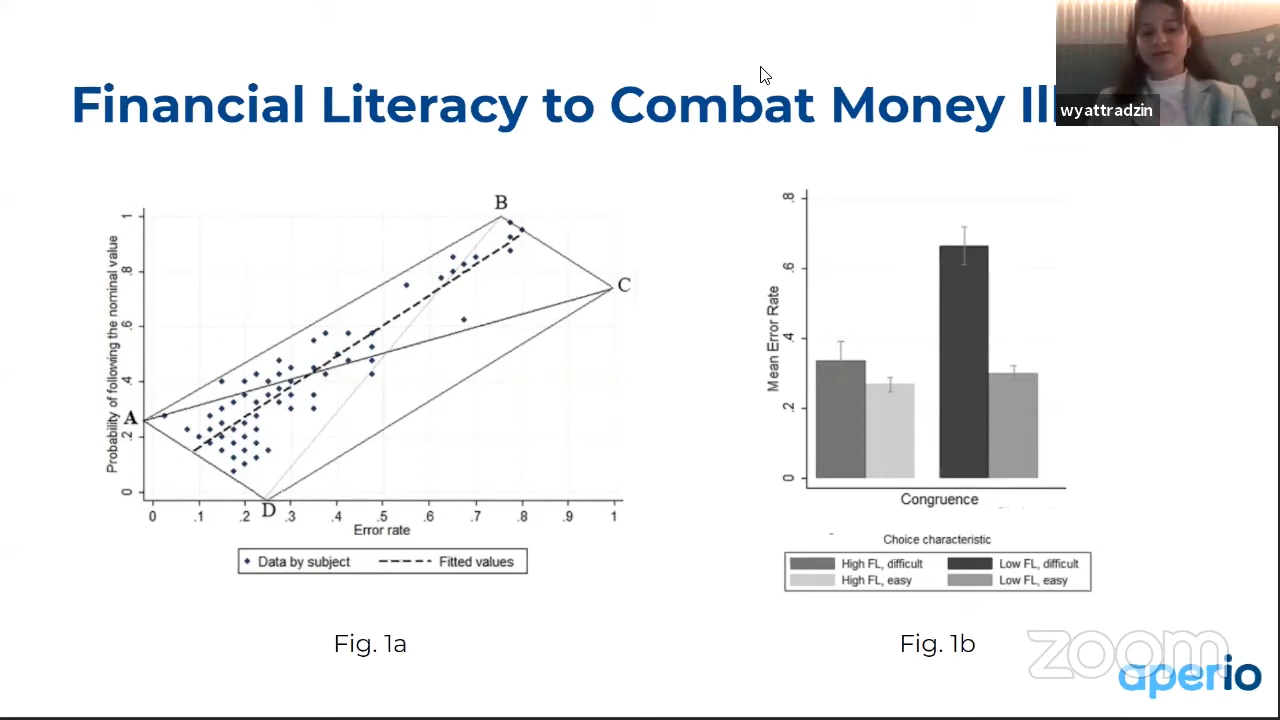 Financial Literacy to Combat Money Ill
wyattradzin
B
C
A
D
Probability of following the nominal value
1
.8
.6
.4
.2
0
0 .1 .2 .3 .4 .5 .6 .7 .8 .9 1
Error rate
Data by subject Fitted values
Fig. 1a
Mean Error Rate
.8
.6
.4
.2
0
Congruence
Choice characteristic
High FL, difficult Low FL, difficult
High FL, easy Low FL, easy
Fig. 1b
zoom
aperio